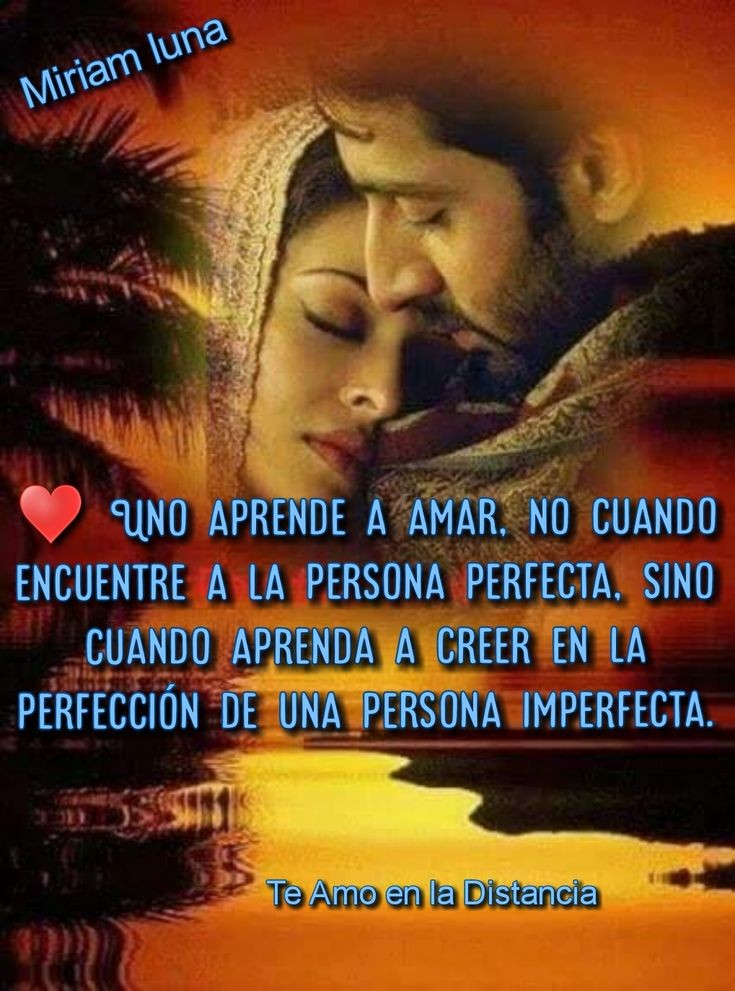 Miriam luna
❤ UNO APRENDE A AMAR, NO CUANDO
ENCUENTRE A LA PERSONA PERFECTA, SINO
CUANDO APRENDA A CREER EN LA
PERFECCIÓN DE UNA PERSONA IMPERFECTA.
Te Amo en la Distancia